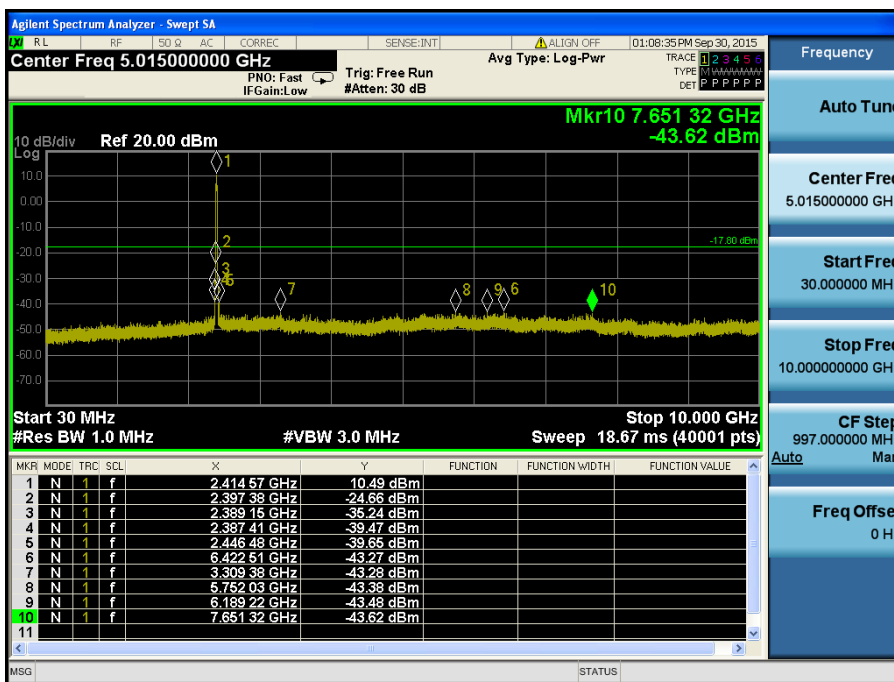 Agilent Spectrum Analyzer - Swept SA
LXI RL RF 50 Ω AC CORREC SENSE:INT ALIGN OFF 01:08:35 PM Sep 30, 2015
Center Freq 5.015000000 GHz
PNO: Fast
IFGain:Low
Trig: Free Run
#Atten: 30 dB
Avg Type: Log-Pwr
TRACE 1 2 3 4 5 6
TYPE M WWWWW
DET P P P P P P
Mkr10 7.651 32 GHz
-43.62 dBm
10 dB/div Ref 20.00 dBm
Log
10.0
0.00
-10.0
-20.0
-30.0
-40.0
-50.0
-60.0
-70.0
-17.80 dBm
1
2
3
7
8
9
6
10
Start 30 MHz Stop 10.000 GHz
#Res BW 1.0 MHz #VBW 3.0 MHz Sweep 18.67 ms (40001 pts)
MKR MODE TRC SCL X Y FUNCTION FUNCTION WIDTH FUNCTION VALUE
1 N 1 f 2.414 57 GHz 10.49 dBm
2 N 1 f 2.397 38 GHz -24.66 dBm
3 N 1 f 2.389 15 GHz -35.24 dBm
4 N 1 f 2.387 41 GHz -39.47 dBm
5 N 1 f 2.446 48 GHz -39.65 dBm
6 N 1 f 6.422 51 GHz -43.27 dBm
7 N 1 f 3.309 38 GHz -43.28 dBm
8 N 1 f 5.752 03 GHz -43.38 dBm
9 N 1 f 6.189 22 GHz -43.48 dBm
10 N 1 f 7.651 32 GHz -43.62 dBm
11
MSG STATUS
Frequency
Auto Tun
Center Fre
5.015000000 GH
Start Fre
30.000000 MH
Stop Fre
10.000000000 GH
CF Step
997.000000 MH
Auto Ma
Freq Offse
0 H